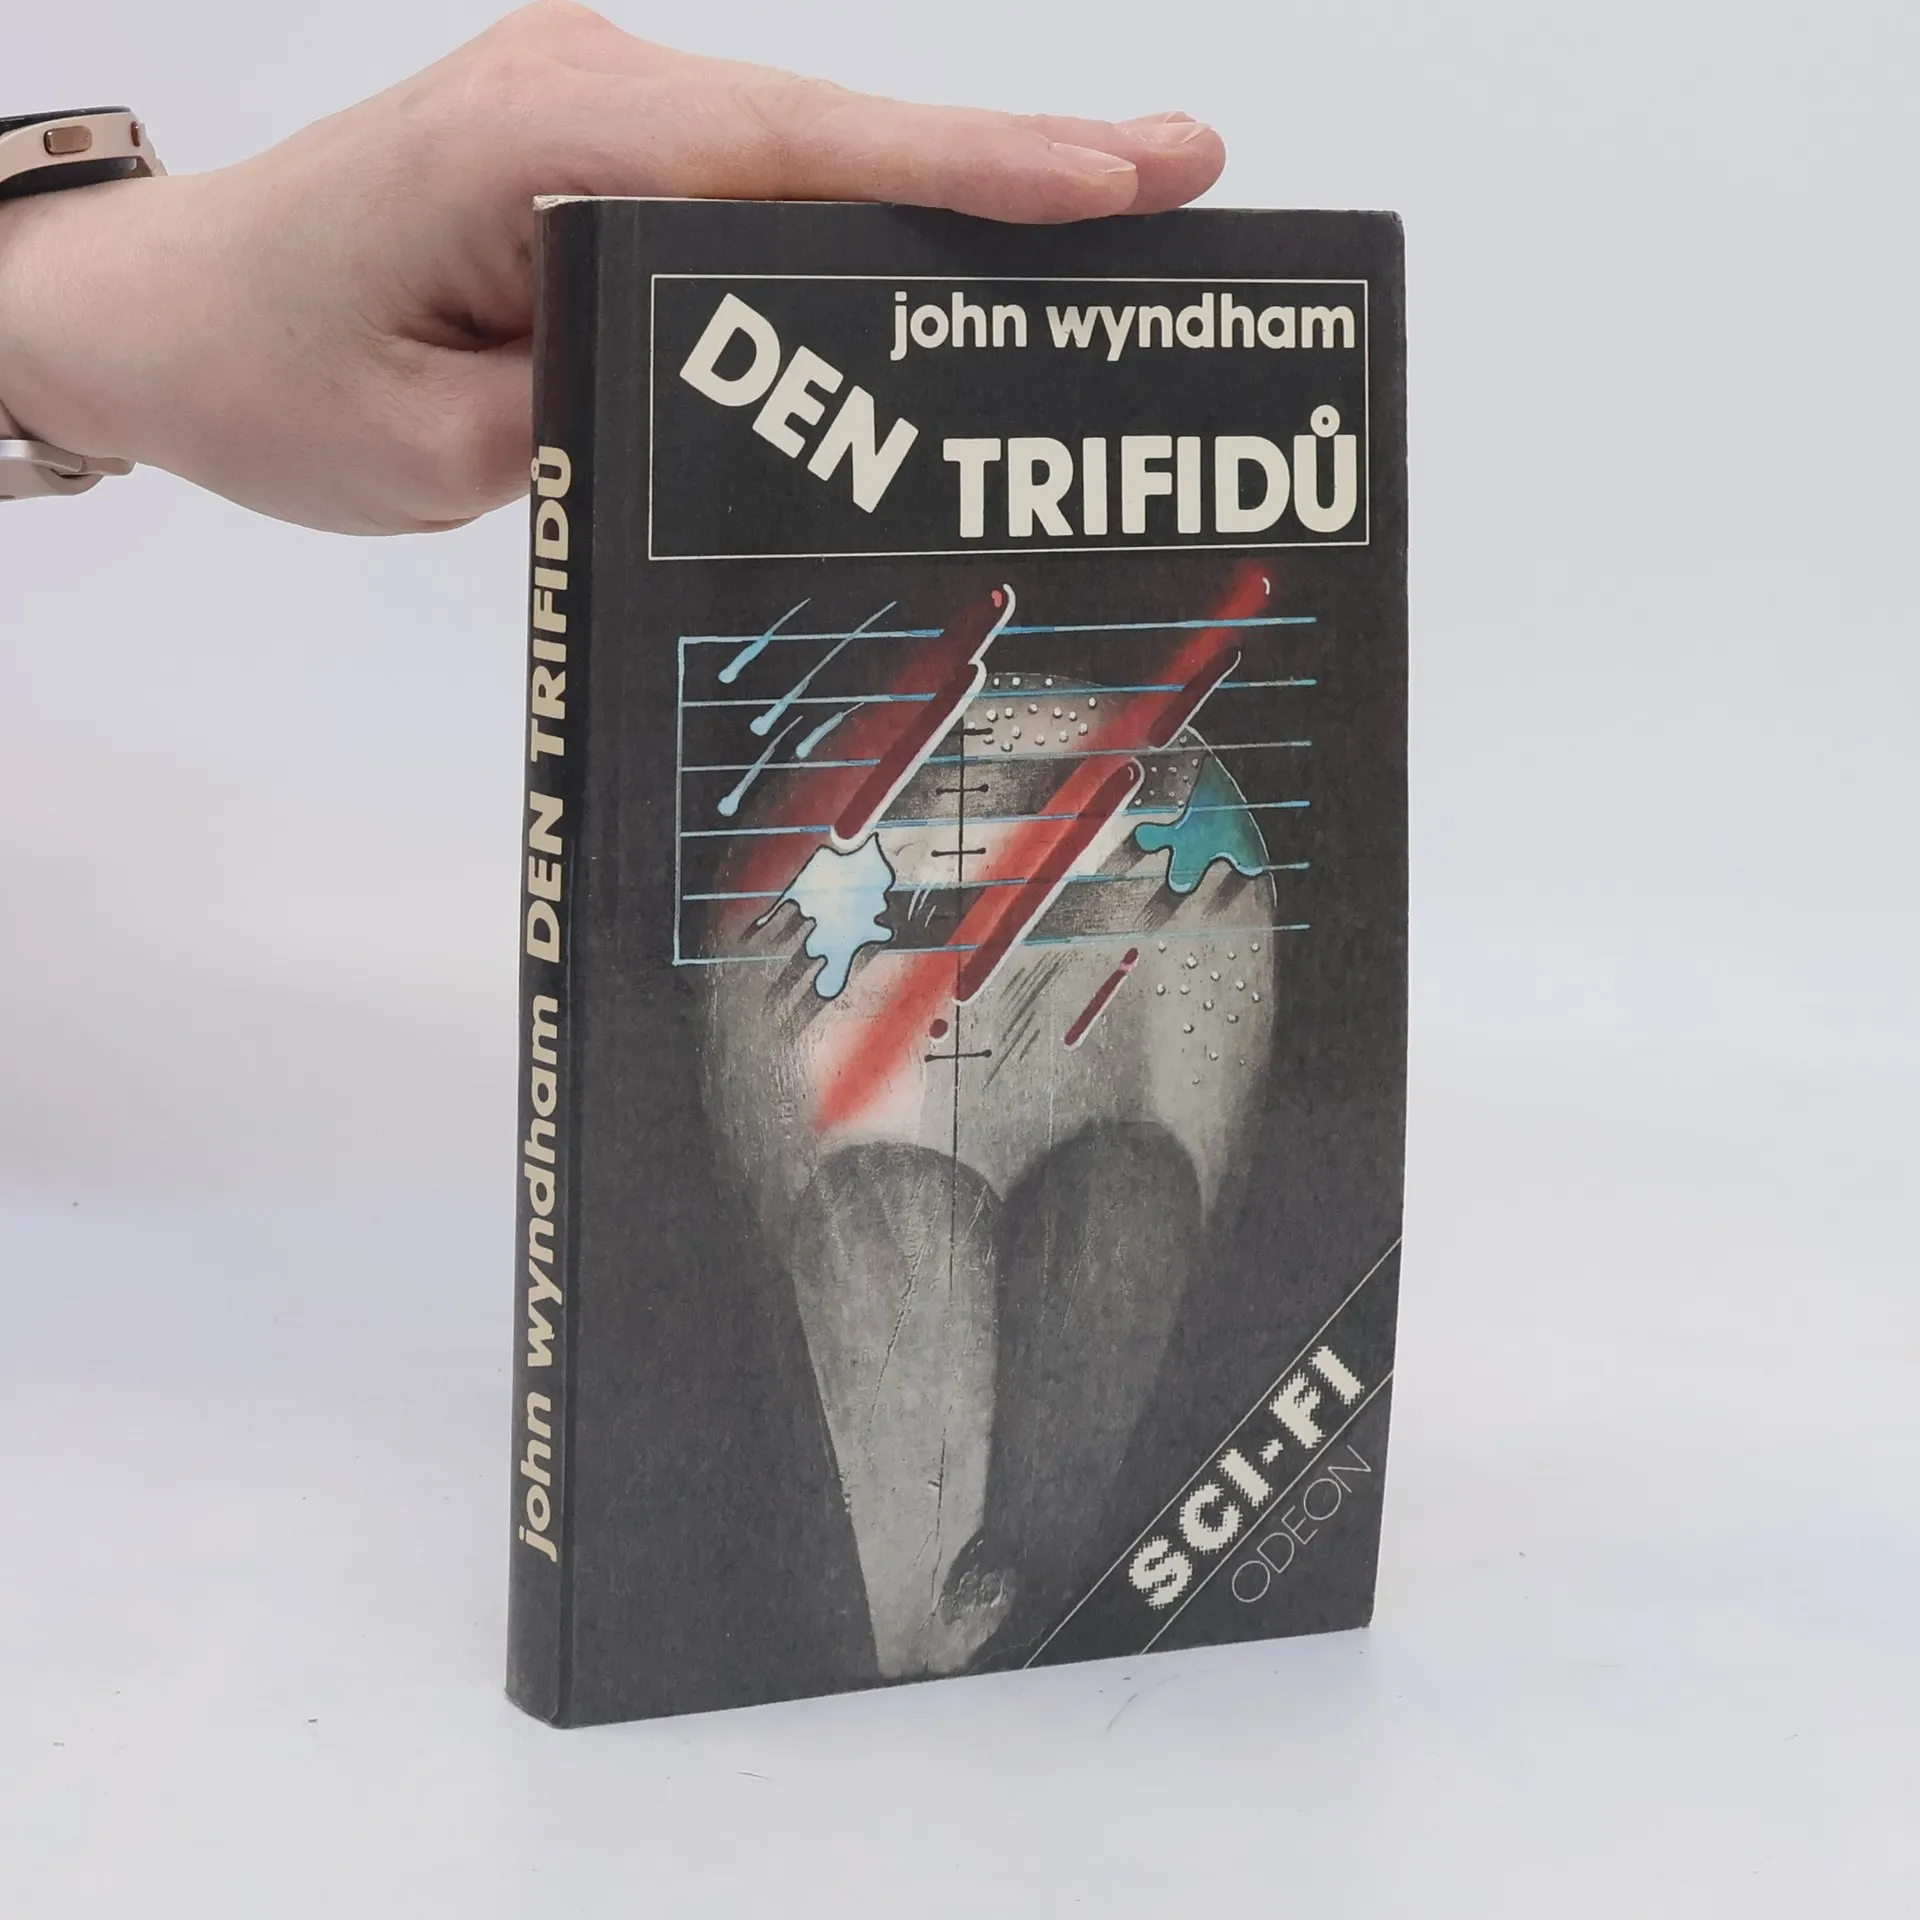 john wyndham
DEN
TRIFIDŮ
SCI-FI
ODEON
john wyndham DEN TRIFIDŮ